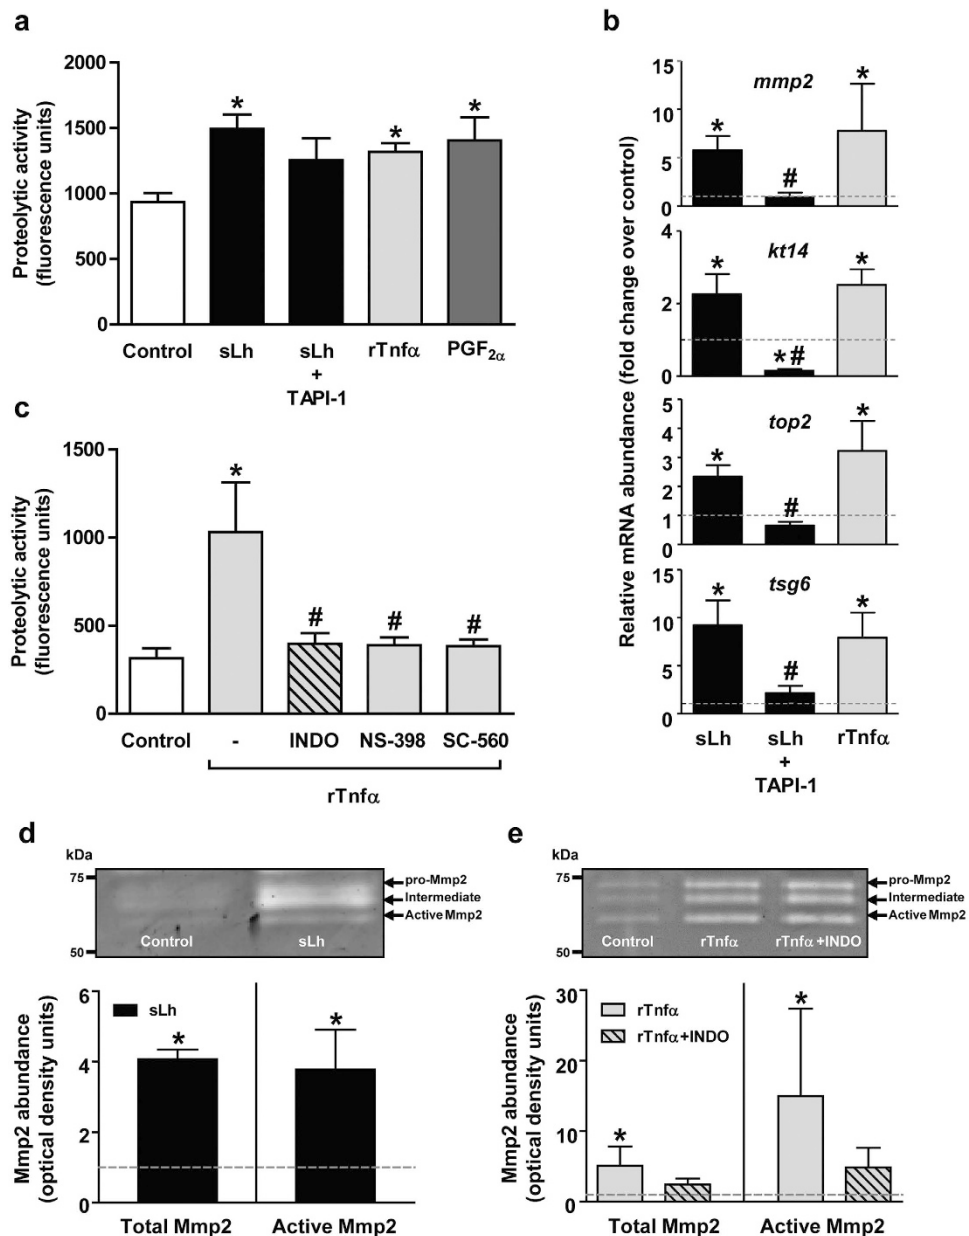 a
Proteolytic activity
(fluorescence units)
2000
1500
1000
500
0
*
*
*
Control
sLh
sLh
+
TAPI-1
rTnfα
PGF2α
b
Relative mRNA abundance (fold change over control)
15
10
5
0
mmp2
*
#
*
4
2
0
kt14
*
*#
*
5
4
3
2
1
0
top2
*
#
*
15
10
5
0
tsg6
*
#
*
sLh
sLh
+
TAPI-1
rTnfα
c
Proteolytic activity
(fluorescence units)
1500
1000
500
0
*
#
#
#
Control
-
INDO
NS-398
SC-560
rTnfα
d
kDa
75
50
pro-Mmp2
Intermediate
Active Mmp2
Control
sLh
Mmp2 abundance
(optical density units)
6
4
2
0
sLh
*
*
Total Mmp2
Active Mmp2
e
kDa
75
50
pro-Mmp2
Intermediate
Active Mmp2
Control
rTnfα
rTnfα+INDO
Mmp2 abundance
(optical density units)
30
20
10
0
rTnfα
rTnfα+INDO
*
*
Total Mmp2
Active Mmp2